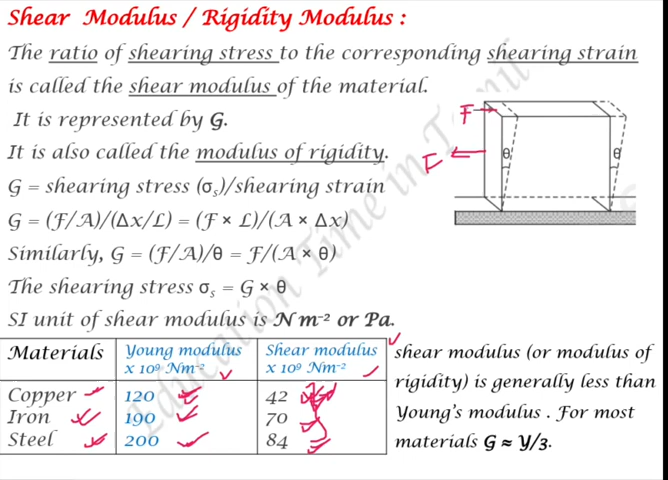 Shear Modulus / Rigidity Modulus :
The ratio of shearing stress to the corresponding shearing strain
is called the shear modulus of the material.
It is represented by G.
It is also called the modulus of rigidity.
G = shearing stress (σₛ)/shearing strain
G = (F/A)/(Δx/L) = (F × L)/(A × Δx)
Similarly, G = (F/A)/θ = F/(A × θ)
The shearing stress σₛ = G × θ
SI unit of shear modulus is N m⁻² or Pa.
F
F
θ
θ
Materials Young modulus x 10⁹ Nm⁻² Shear modulus x 10⁹ Nm⁻²
Copper 120 42
Iron 190 70
Steel 200 84
shear modulus (or modulus of
rigidity) is generally less than
Young's modulus . For most
materials G ≈ Y/3.
Education Time in Tamil